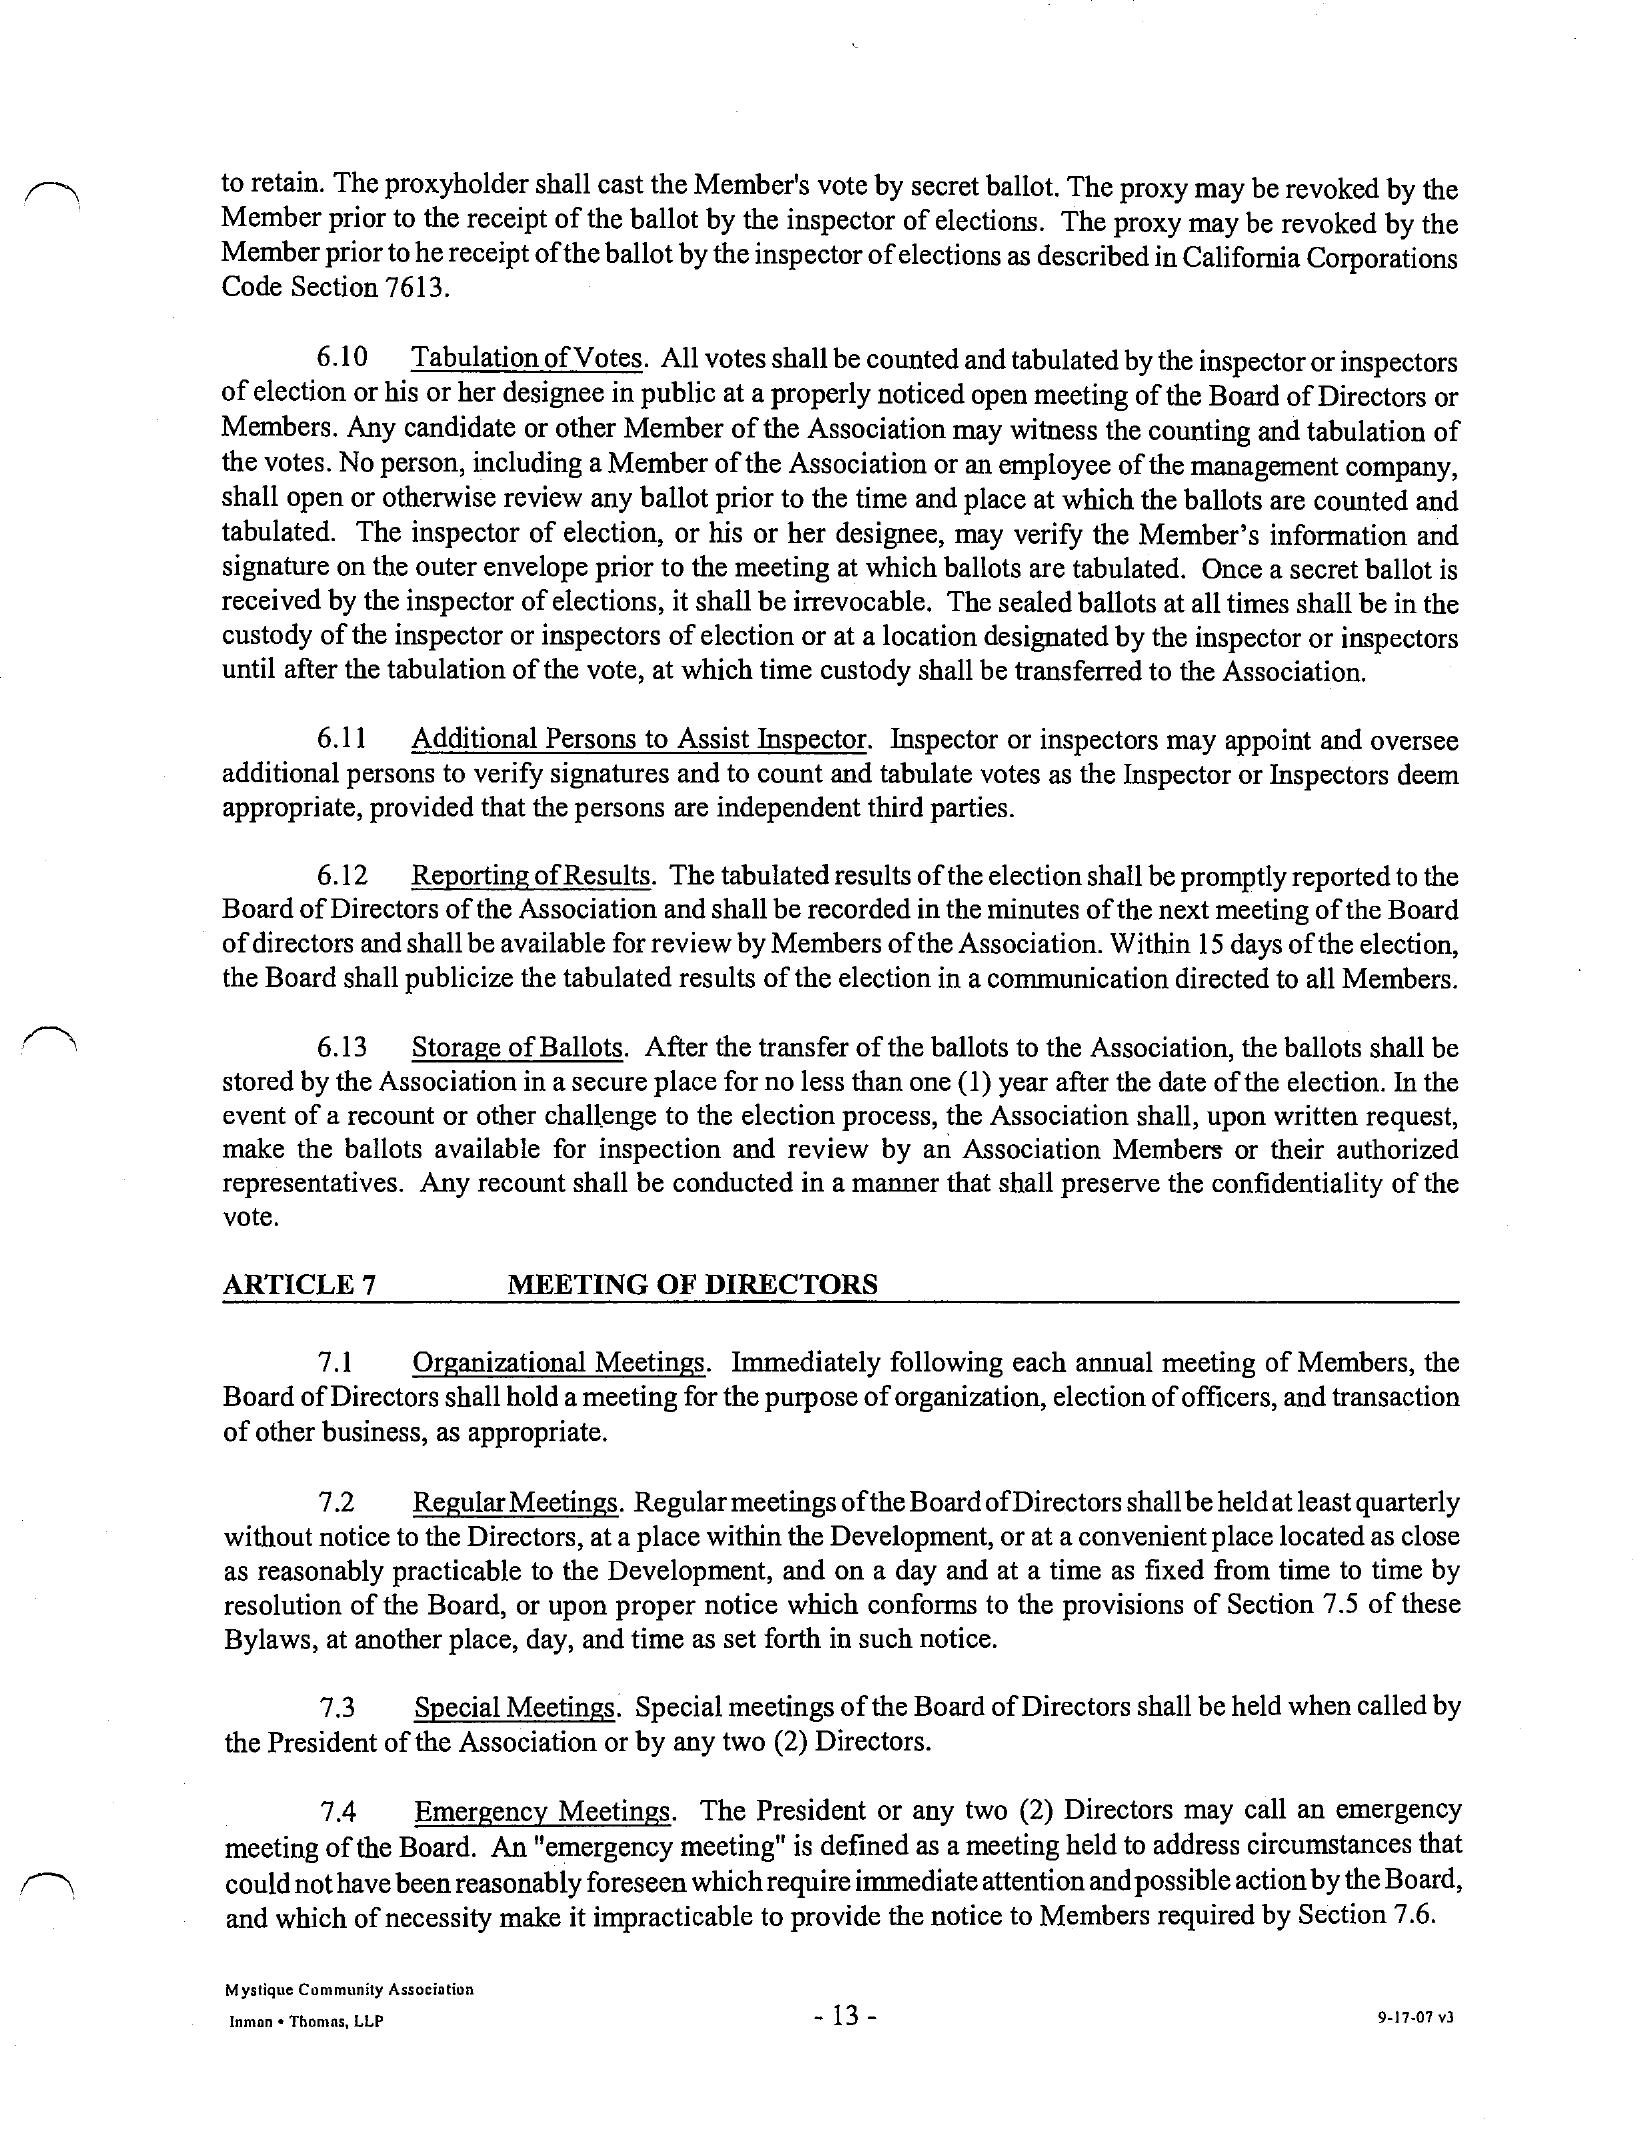 to retain. The proxyholder shall cast the Member's vote by secret ballot. The proxy may be revoked by the
Member prior to the receipt of the ballot by the inspector of elections. The proxy may be revoked by the
Member prior to he receipt of the ballot by the inspector of elections as described in California Corporations
Code Section 7613.
6.10 Tabulation of Votes. All votes shall be counted and tabulated by the inspector or inspectors
of election or his or her designee in public at a properly noticed open meeting of the Board of Directors or
Members. Any candidate or other Member of the Association may witness the counting and tabulation of
the votes. No person, including a Member of the Association or an employee of the management company,
shall open or otherwise review any ballot prior to the time and place at which the ballots are counted and
tabulated. The inspector of election, or his or her designee, may verify the Member's information and
signature on the outer envelope prior to the meeting at which ballots are tabulated. Once a secret ballot is
received by the inspector of elections, it shall be irrevocable. The sealed ballots at all times shall be in the
custody of the inspector or inspectors of election or at a location designated by the inspector or inspectors
until after the tabulation of the vote, at which time custody shall be transferred to the Association.
6.11 Additional Persons to Assist Inspector. Inspector or inspectors may appoint and oversee
additional persons to verify signatures and to count and tabulate votes as the Inspector or Inspectors deem
appropriate, provided that the persons are independent third parties.
6.12 Reporting of Results. The tabulated results of the election shall be promptly reported to the
Board of Directors of the Association and shall be recorded in the minutes of the next meeting of the Board
of directors and shall be available for review by Members of the Association. Within 15 days of the election,
the Board shall publicize the tabulated results of the election in a communication directed to all Members.
6.13 Storage of Ballots. After the transfer of the ballots to the Association, the ballots shall be
stored by the Association in a secure place for no less than one (1) year after the date of the election. In the
event of a recount or other challenge to the election process, the Association shall, upon written request,
make the ballots available for inspection and review by an Association Members or their authorized
representatives. Any recount shall be conducted in a manner that shall preserve the confidentiality of the
vote.
ARTICLE 7 MEETING OF DIRECTORS
7.1 Organizational Meetings. Immediately following each annual meeting of Members, the
Board of Directors shall hold a meeting for the purpose of organization, election of officers, and transaction
of other business, as appropriate.
7.2 Regular Meetings. Regular meetings of the Board of Directors shall be held at least quarterly
without notice to the Directors, at a place within the Development, or at a convenient place located as close
as reasonably practicable to the Development, and on a day and at a time as fixed from time to time by
resolution of the Board, or upon proper notice which conforms to the provisions of Section 7.5 of these
Bylaws, at another place, day, and time as set forth in such notice.
7.3 Special Meetings. Special meetings of the Board of Directors shall be held when called by
the President of the Association or by any two (2) Directors.
7.4 Emergency Meetings. The President or any two (2) Directors may call an emergency
meeting of the Board. An "emergency meeting" is defined as a meeting held to address circumstances that
could not have been reasonably foreseen which require immediate attention and possible action by the Board,
and which of necessity make it impracticable to provide the notice to Members required by Section 7.6.
Mystique Community Association
Inman • Thomas, LLP - 13 - 9-17-07 v3